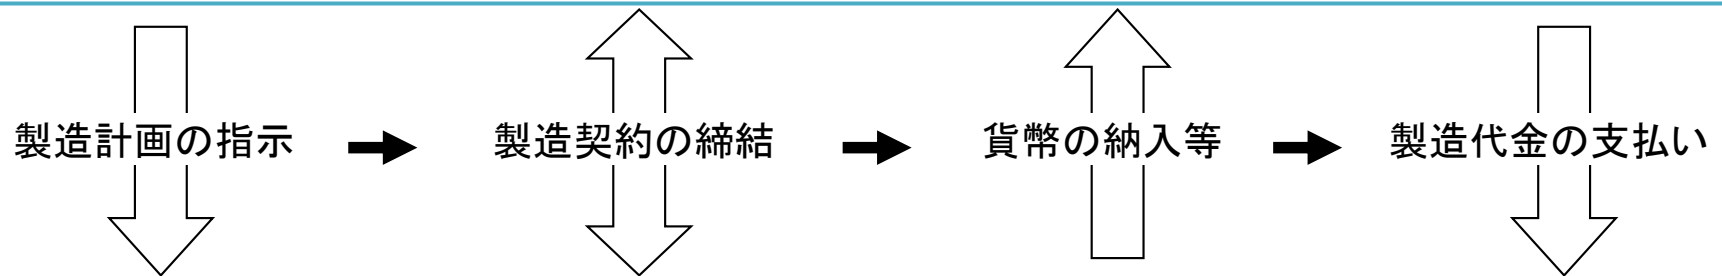 製造計画の指示
製造契約の締結
貨幣の納入等
製造代金の支払い